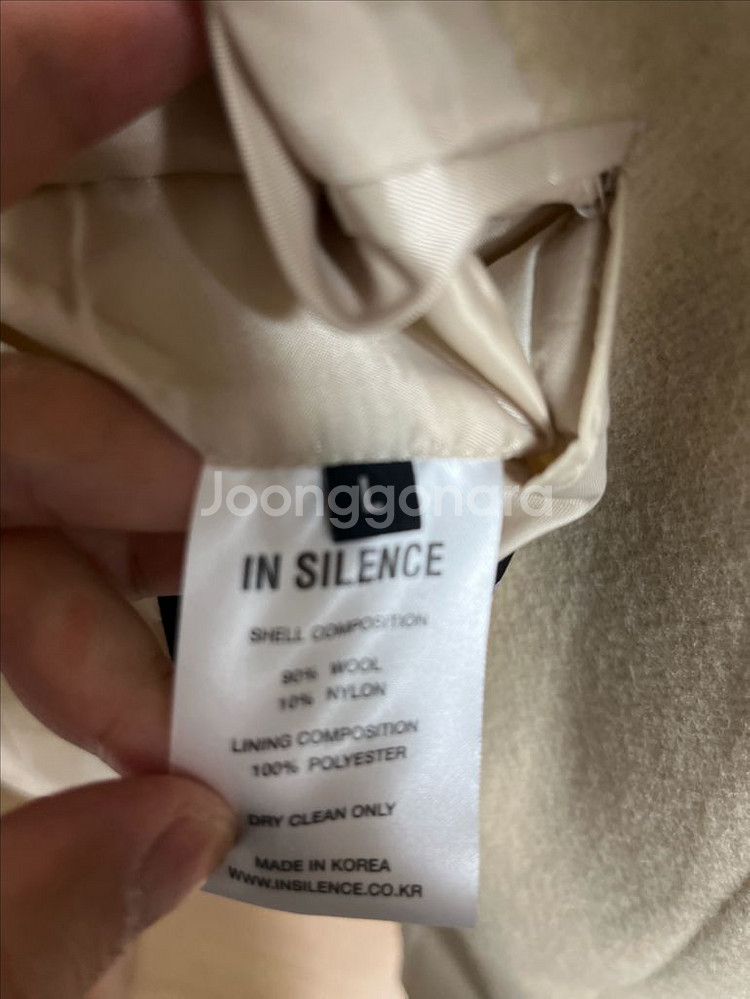 L
Joonggonara
IN SILENCE
SHELL COMPOSITION
90% WOOL
10% NYLON
LINING COMPOSITION
100% POLYESTER
DRY CLEAN ONLY
MADE IN KOREA
WWW.INSILENCE.CO.KR